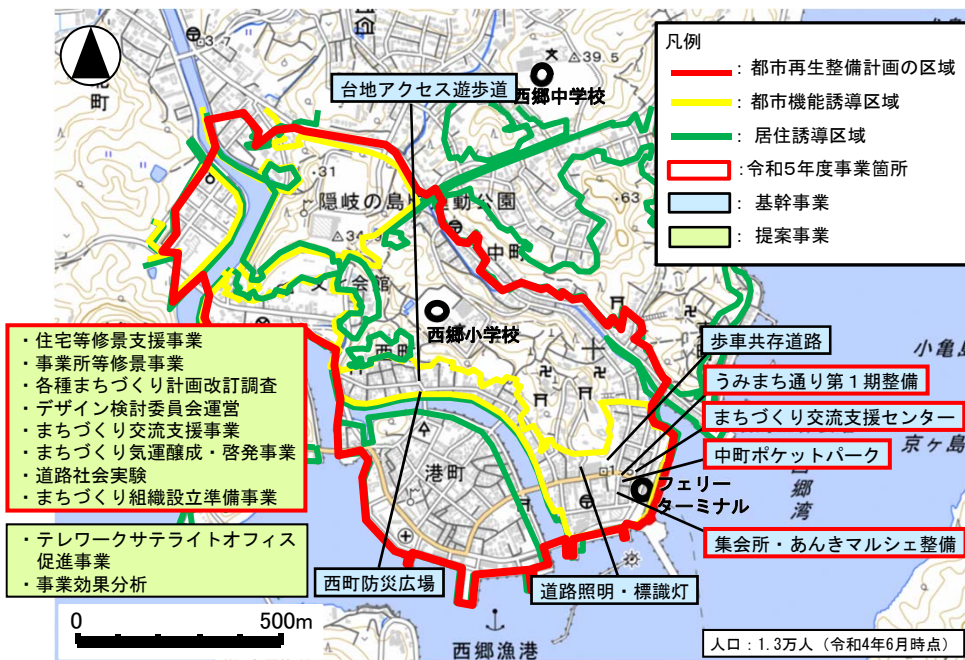 39.5
西郷中学校
台地アクセス遊歩道
凡例
：都市再生整備計画の区域
：都市機能誘導区域
：居住誘導区域
：令和5年度事業箇所
：基幹事業
：提案事業
町
・31
・63
中町
西郷小学校
西町
港町
歩車共存道路
うみまち通り第１期整備
まちづくり交流支援センター
中町ポケットパーク
フェリー
ターミナル
集会所・あんきマルシェ整備
小亀島
京ヶ島
郷
湾
・住宅等修景支援事業
・事業所等修景事業
・各種まちづくり計画改訂調査
・デザイン検討委員会運営
・まちづくり交流支援事業
・まちづくり気運醸成・啓発事業
・道路社会実験
・まちづくり組織設立準備事業
・テレワークサテライトオフィス
促進事業
・事業効果分析
西町防災広場
道路照明・標識灯
0 500m
西郷漁港
人口：1.3万人（令和4年6月時点）